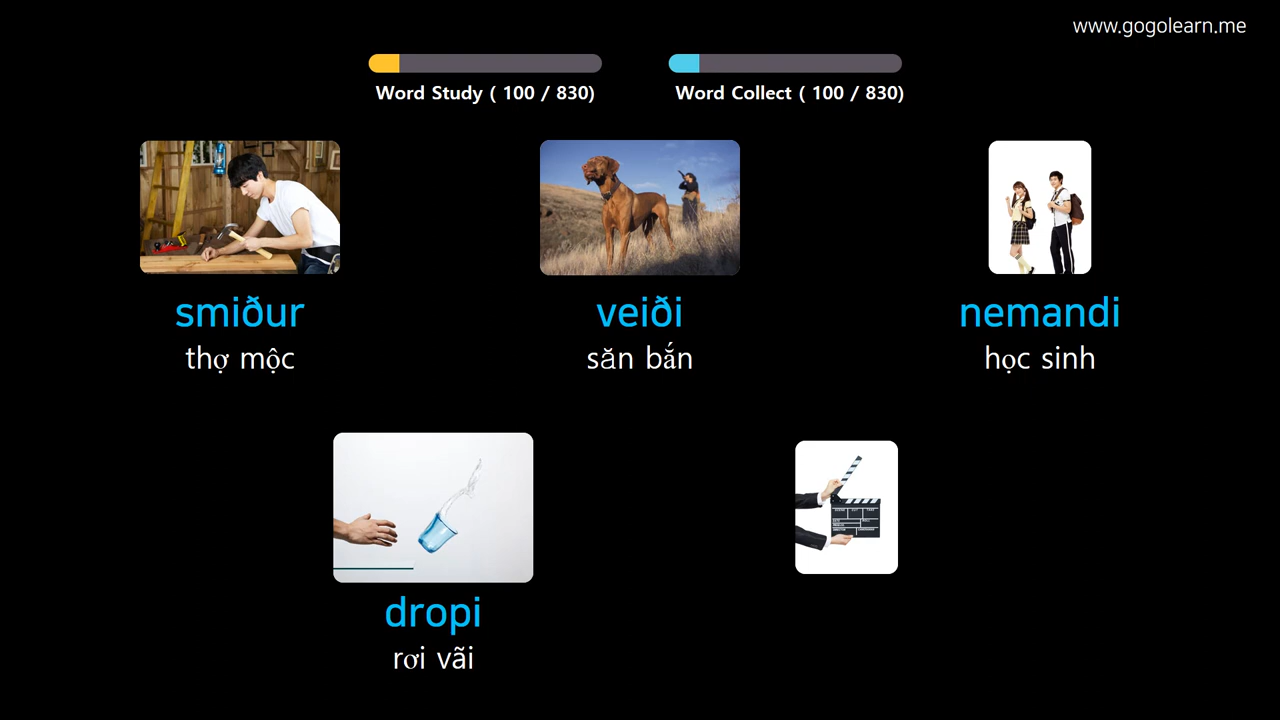 www.gogolearn.me
Word Study ( 100 / 830)
Word Collect ( 100 / 830)
smiður
veiði
nemandi
thợ mộc
săn bắn
học sinh
dropi
rơi vãi